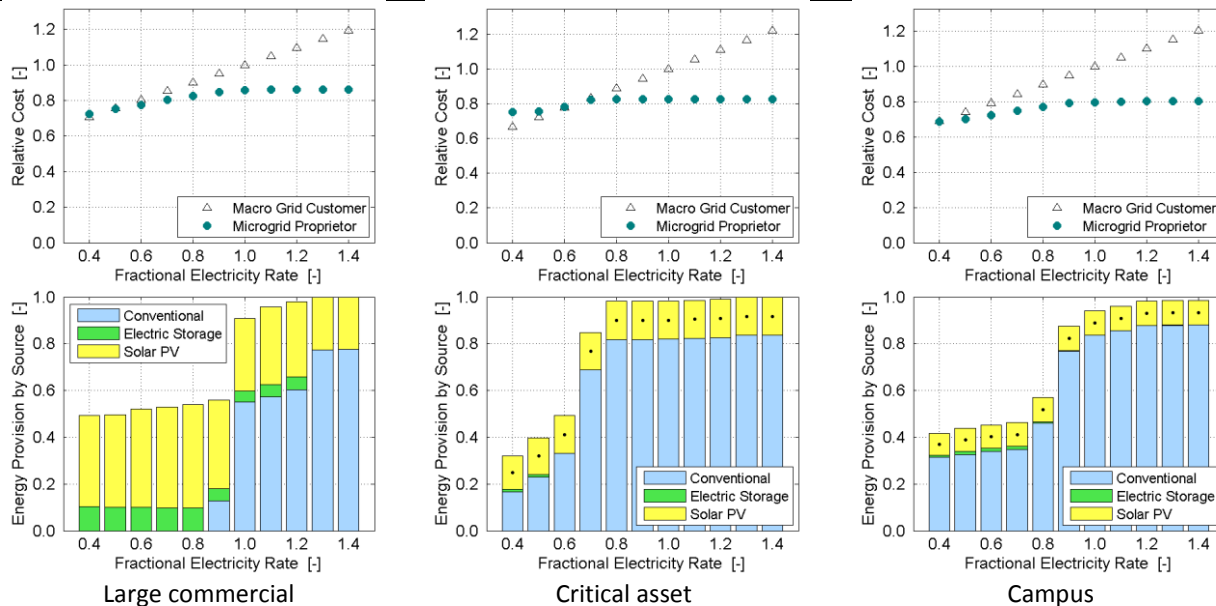 1.2
1.0
0.8
0.6
0.4
0.2
0.0
Relative Cost [-]
Macro Grid Customer
Microgrid Proprietor
0.4 0.6 0.8 1.0 1.2 1.4
Fractional Electricity Rate [-]
1.2
1.0
0.8
0.6
0.4
0.2
0.0
Relative Cost [-]
Macro Grid Customer
Microgrid Proprietor
0.4 0.6 0.8 1.0 1.2 1.4
Fractional Electricity Rate [-]
1.2
1.0
0.8
0.6
0.4
0.2
0.0
Relative Cost [-]
Macro Grid Customer
Microgrid Proprietor
0.4 0.6 0.8 1.0 1.2 1.4
Fractional Electricity Rate [-]
1.0
0.8
0.6
0.4
0.2
0.0
Energy Provision by Source [-]
Conventional
Electric Storage
Solar PV
0.4 0.6 0.8 1.0 1.2 1.4
Fractional Electricity Rate [-]
Large commercial
1.0
0.8
0.6
0.4
0.2
0.0
Energy Provision by Source [-]
Conventional
Electric Storage
Solar PV
0.4 0.6 0.8 1.0 1.2 1.4
Fractional Electricity Rate [-]
Critical asset
1.0
0.8
0.6
0.4
0.2
0.0
Energy Provision by Source [-]
Conventional
Electric Storage
Solar PV
0.4 0.6 0.8 1.0 1.2 1.4
Fractional Electricity Rate [-]
Campus